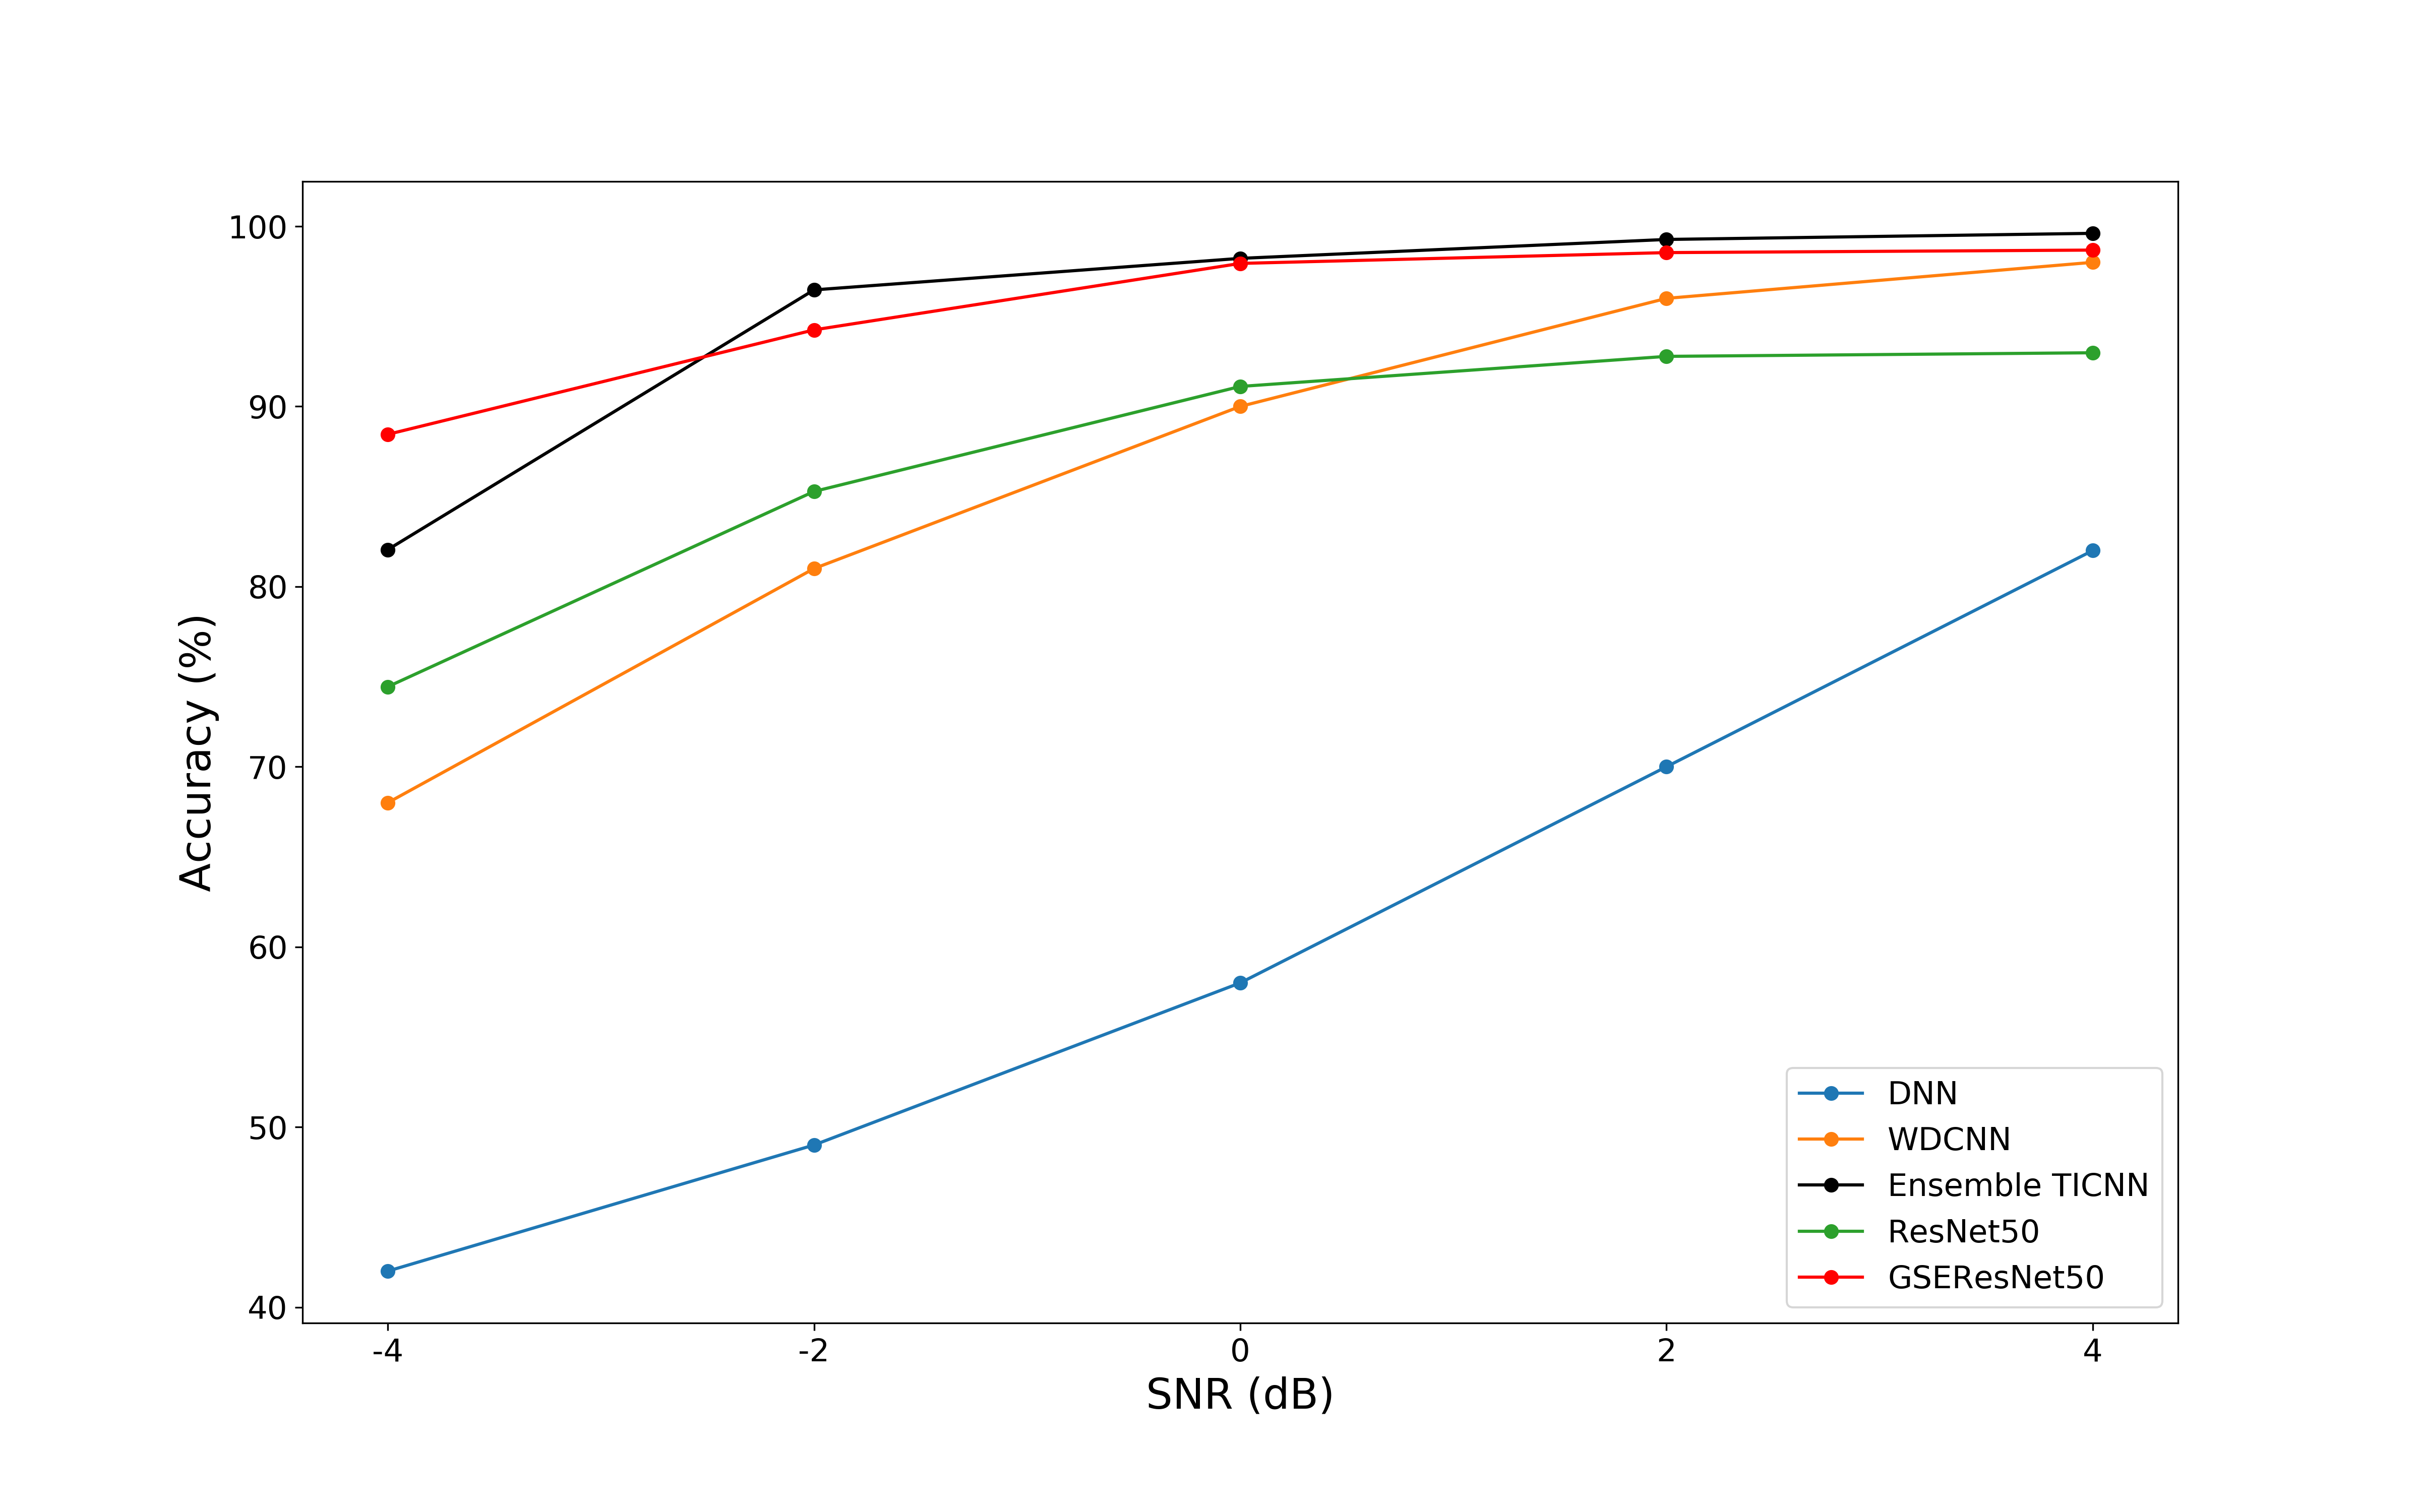 100
90
80
70
60
50
40
Accuracy (%)
-4
-2
0
2
4
SNR (dB)
DNN
WDCNN
Ensemble TICNN
ResNet50
GSEResNet50